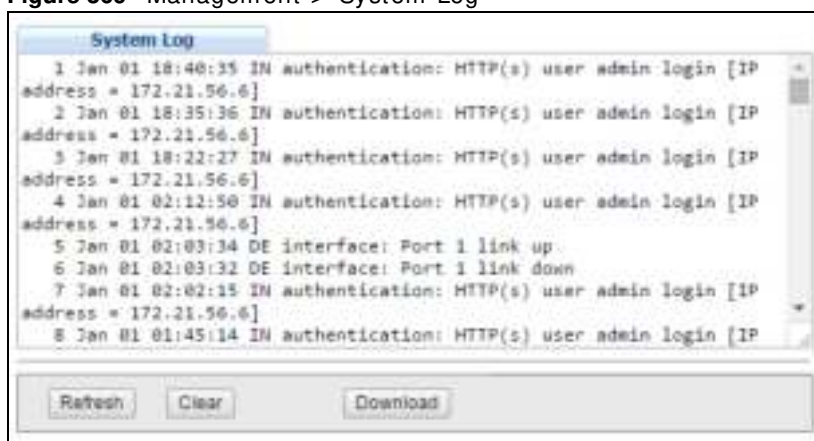 System Log
1 Jan 01 18:40:35 IN authentication: HTTP(s) user admin login [IP
address = 172.21.56.6]
2 Jan 01 18:35:36 IN authentication: HTTP(s) user admin login [IP
address = 172.21.56.6]
3 Jan 01 18:22:27 IN authentication: HTTP(s) user admin login [IP
address = 172.21.56.6]
4 Jan 01 02:12:50 IN authentication: HTTP(s) user admin login [IP
address = 172.21.56.6]
5 Jan 01 02:03:34 DE interface: Port 1 link up
6 Jan 01 02:03:32 DE interface: Port 1 link down
7 Jan 01 02:02:15 IN authentication: HTTP(s) user admin login [IP
address = 172.21.56.6]
8 Jan 01 01:45:14 IN authentication: HTTP(s) user admin login [IP
Refresh Clear Download